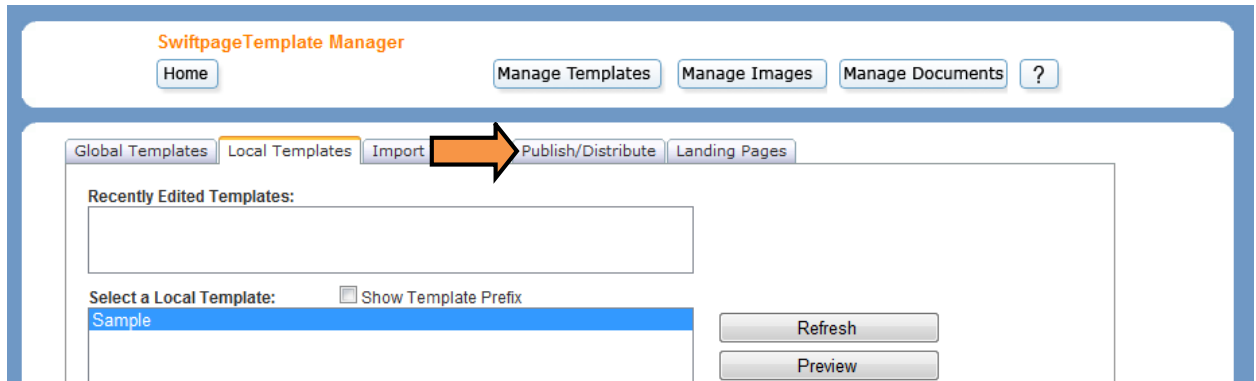 SwiftpageTemplate Manager
Home Manage Templates Manage Images Manage Documents ?
Global Templates Local Templates Import Publish/Distribute Landing Pages
Recently Edited Templates:
Select a Local Template: Show Template Prefix
Sample
Refresh
Preview